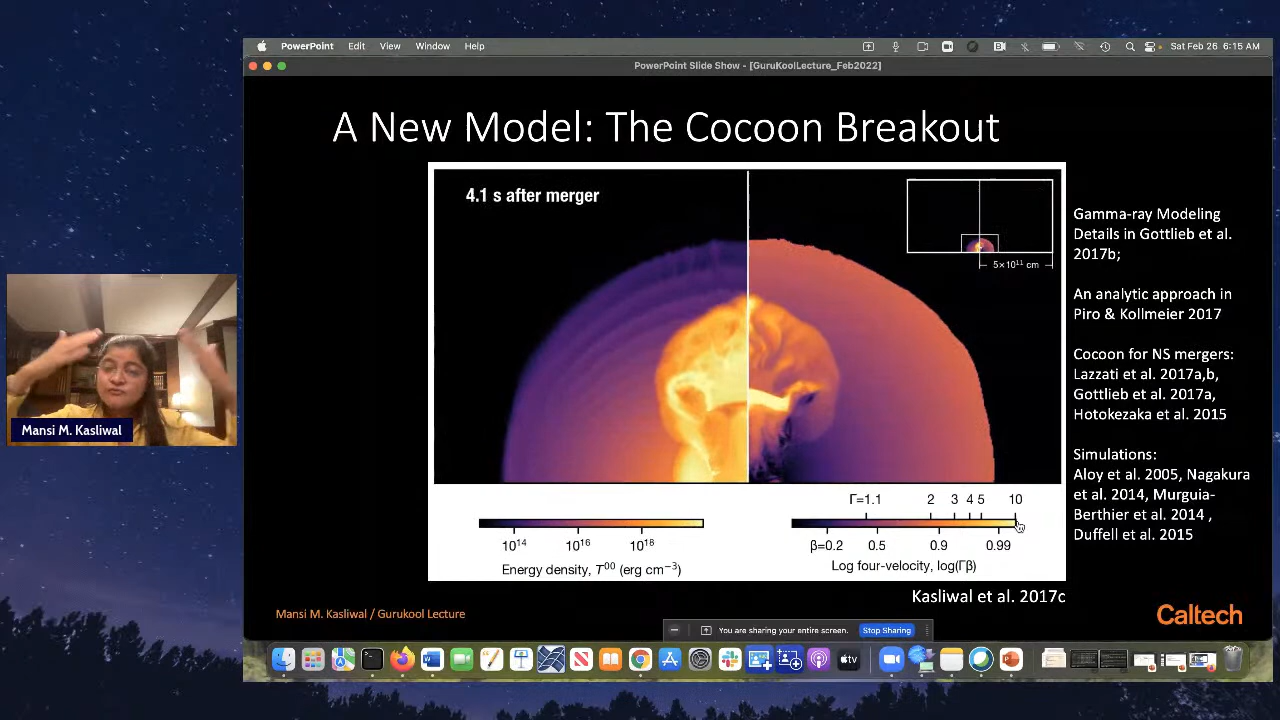 PowerPoint Edit View Window Help
Sat Feb 26 6:15 AM
PowerPoint Slide Show - [GuruKoolLecture_Feb2022]
A New Model: The Cocoon Breakout
4.1 s after merger
5×10¹¹ cm
Gamma-ray Modeling
Details in Gottlieb et al.
2017b;
An analytic approach in
Piro & Kollmeier 2017
Cocoon for NS mergers:
Lazzati et al. 2017a,b,
Gottlieb et al. 2017a,
Hotokezaka et al. 2015
Simulations:
Aloy et al. 2005, Nagakura
et al. 2014, Murguia-
Berthier et al. 2014 ,
Duffell et al. 2015
Mansi M. Kasliwal
Γ=1.1 2 3 4 5 10
10¹⁴ 10¹⁶ 10¹⁸
β=0.2 0.5 0.9 0.99
Energy density, T⁰⁰ (erg cm⁻³)
Log four-velocity, log(Γβ)
Kasliwal et al. 2017c
Mansi M. Kasliwal / Gurukool Lecture
Caltech
You are sharing your entire screen. Stop Sharing
tv